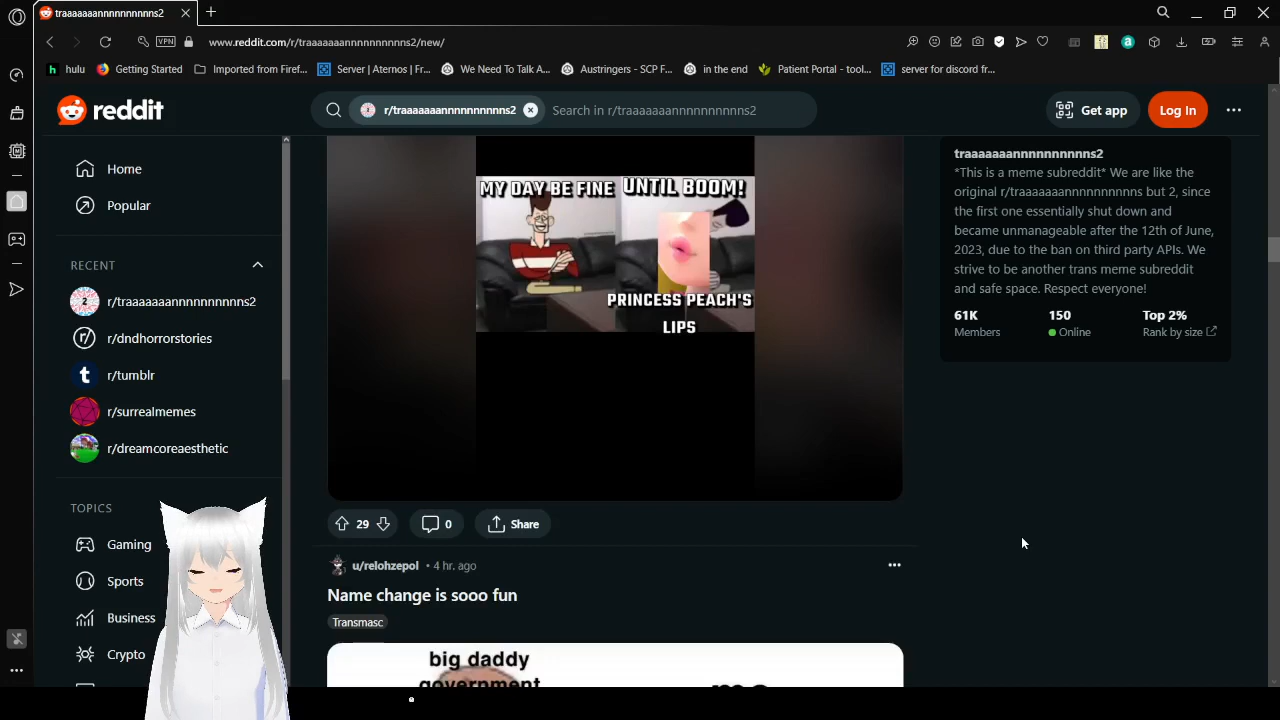 traaaaaaannnnnnnnnns2
VPN
www.reddit.com/r/traaaaaaannnnnnnnnns2/new/
hulu
Getting Started
Imported from Firef...
Server | Aternos | Fr...
We Need To Talk A...
Austringers - SCP F...
in the end
Patient Portal - tool...
server for discord fr...
reddit
r/traaaaaaannnnnnnnnns2
Search in r/traaaaaaannnnnnnnnns2
Get app
Log In
Home
Popular
RECENT
r/traaaaaaannnnnnnnnns2
r/dndhorrorstories
r/tumblr
r/surrealmemes
r/dreamcoreaesthetic
TOPICS
Gaming
Sports
Business
Crypto
MY DAY BE FINE
UNTIL BOOM!
PRINCESS PEACH'S
LIPS
29
0
Share
u/relohzepol • 4 hr. ago
Name change is sooo fun
Transmasc
big daddy
government
me
traaaaaaannnnnnnnnns2
*This is a meme subreddit* We are like the
original r/traaaaaaannnnnnnnnns but 2, since
the first one essentially shut down and
became unmanageable after the 12th of June,
2023, due to the ban on third party APIs. We
strive to be another trans meme subreddit
and safe space. Respect everyone!
61K
Members
150
Online
Top 2%
Rank by size